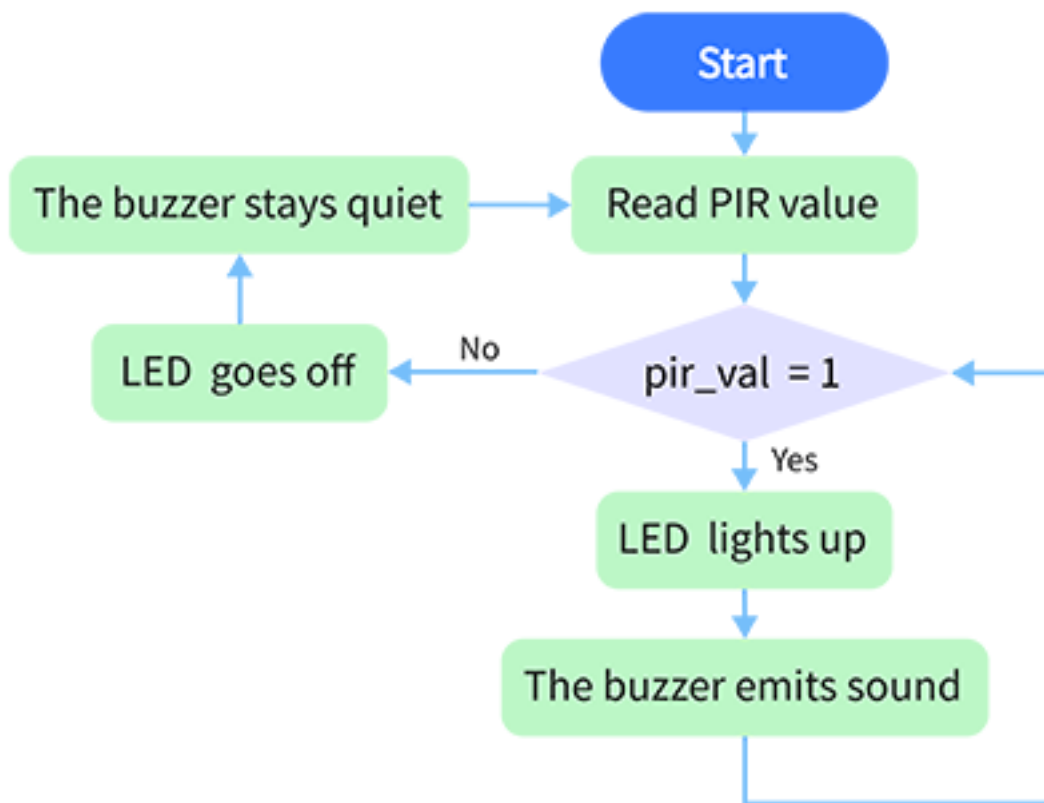 Start
The buzzer stays quiet
Read PIR value
LED goes off
No
pir_val = 1
Yes
LED lights up
The buzzer emits sound